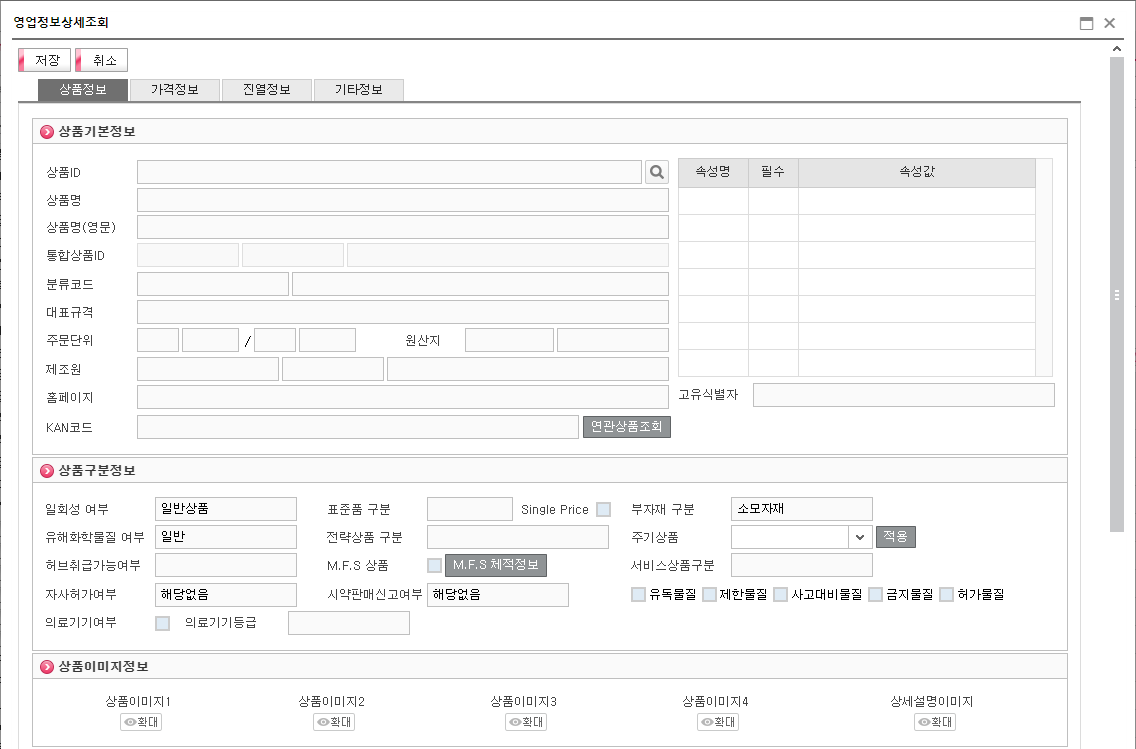 영업정보상세조회
저장 취소
상품정보 가격정보 진열정보 기타정보
상품기본정보
상품ID
상품명
상품명(영문)
통합상품ID
분류코드
대표규격
주문단위 / 원산지
제조원
홈페이지
KAN코드 연관상품조회
속성명 필수 속성값
고유식별자
상품구분정보
일회성 여부 일반상품 표준품 구분 Single Price 부자재 구분 소모자재
유해화학물질 여부 일반 전략상품 구분 주기상품 적용
허브취급가능여부 M.F.S 상품 M.F.S 체적정보 서비스상품구분
자사허가여부 해당없음 시약판매신고여부 해당없음 유독물질 제한물질 사고대비물질 금지물질 허가물질
의료기기여부 의료기기등급
상품이미지정보
상품이미지1 상품이미지2 상품이미지3 상품이미지4 상세설명이미지
확대 확대 확대 확대 확대